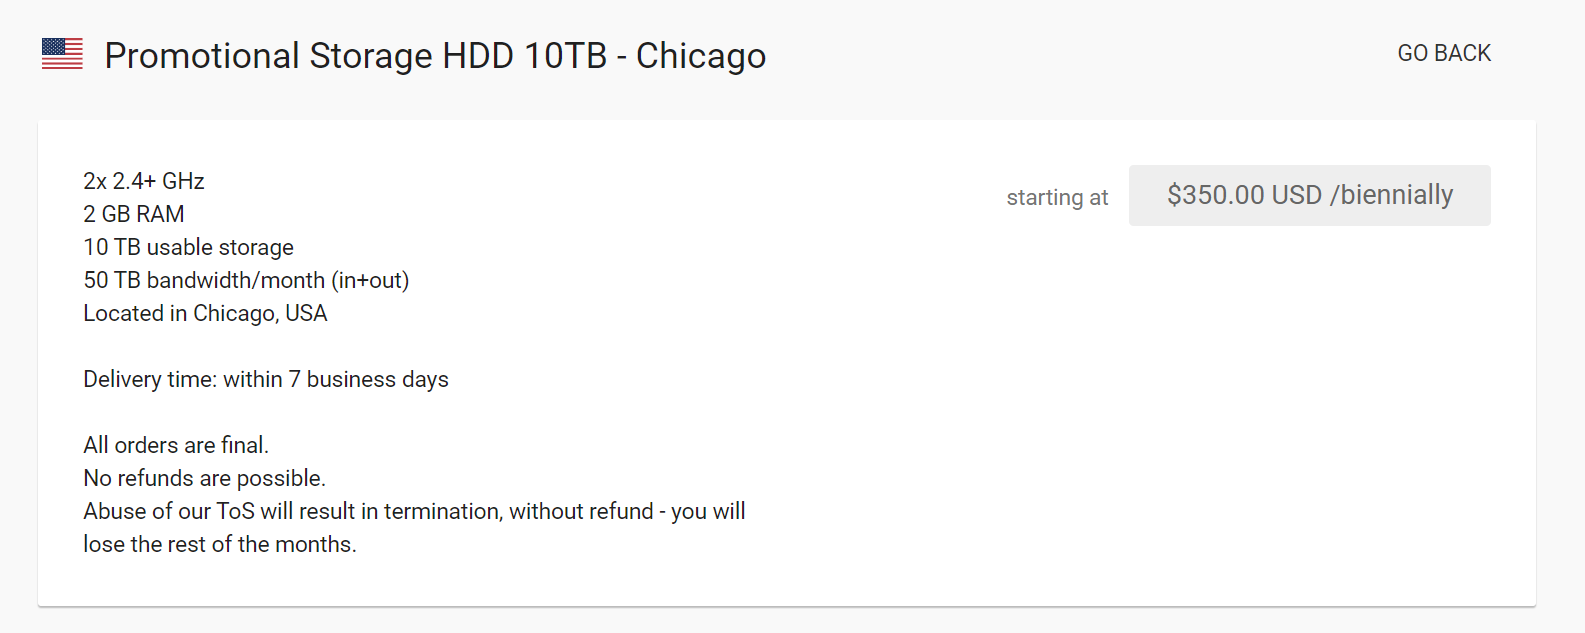 Promotional Storage HDD 10TB - Chicago
GO BACK
2x 2.4+ GHz
2 GB RAM
10 TB usable storage
50 TB bandwidth/month (in+out)
Located in Chicago, USA
Delivery time: within 7 business days
All orders are final.
No refunds are possible.
Abuse of our ToS will result in termination, without refund - you will
lose the rest of the months.
starting at
$350.00 USD /biennially